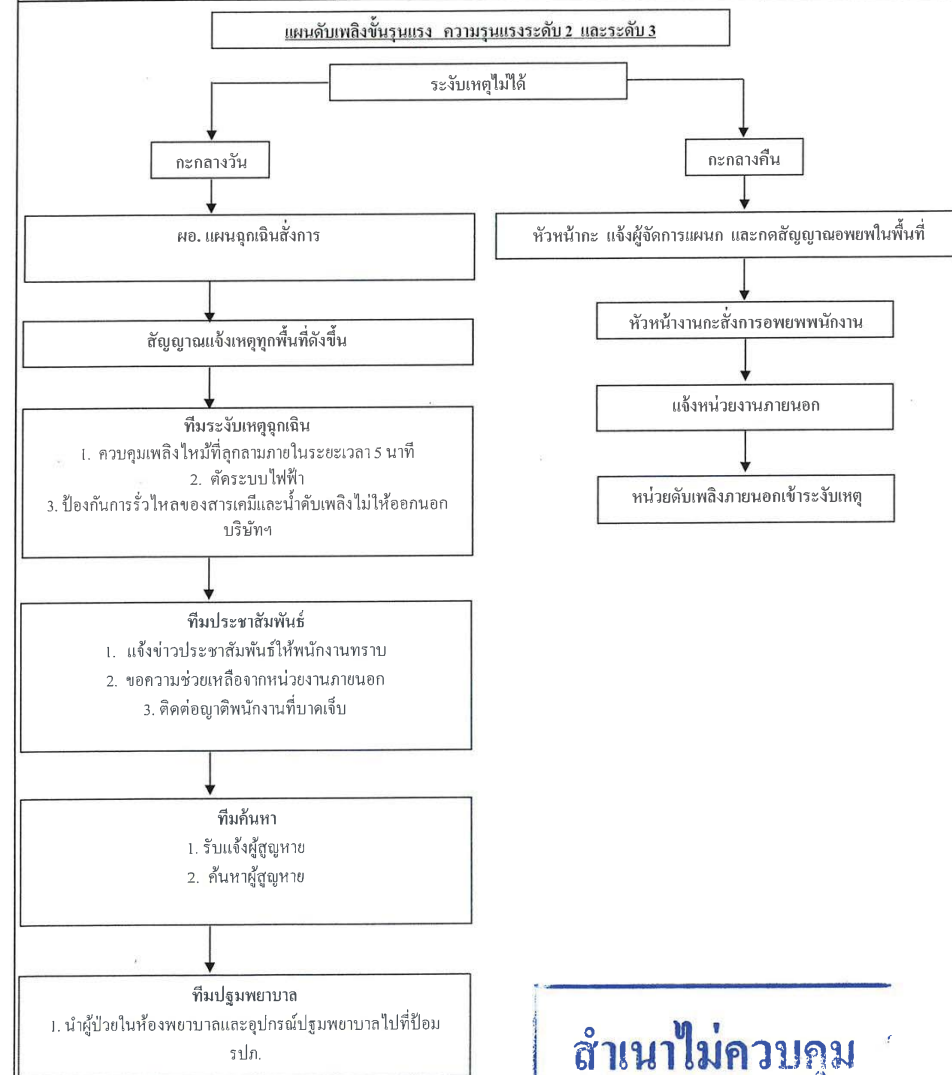 แผนดับเพลิงขั้นรุนแรง ความรุนแรงระดับ 2 และระดับ 3
ระงับเหตุไม่ได้
กะกลางวัน
ผอ. แผนฉุกเฉินสั่งการ
สัญญาณแจ้งเหตุทุกพื้นที่ดังขึ้น
ทีมระงับเหตุฉุกเฉิน
1. ควบคุมเพลิงไหม้ที่ลุกลามภายในระยะเวลา 5 นาที
2. ตัดระบบไฟฟ้า
3. ป้องกันการรั่วไหลของสารเคมีและน้ำดับเพลิงไม่ให้ออกนอก
บริษัทฯ
ทีมประชาสัมพันธ์
1. แจ้งข่าวประชาสัมพันธ์ให้พนักงานทราบ
2. ขอความช่วยเหลือจากหน่วยงานภายนอก
3. ติดต่อญาติพนักงานที่บาดเจ็บ
ทีมค้นหา
1. รับแจ้งผู้สูญหาย
2. ค้นหาผู้สูญหาย
ทีมปฐมพยาบาล
1. นำผู้ป่วยในห้องพยาบาลและอุปกรณ์ปฐมพยาบาลไปที่ป้อม
รปภ.
กะกลางคืน
หัวหน้ากะ แจ้งผู้จัดการแผนก และกดสัญญาณอพยพในพื้นที่
หัวหน้างานกะสั่งการอพยพพนักงาน
แจ้งหน่วยงานภายนอก
หน่วยดับเพลิงภายนอกเข้าระงับเหตุ
สำเนาไม่ควบคุม